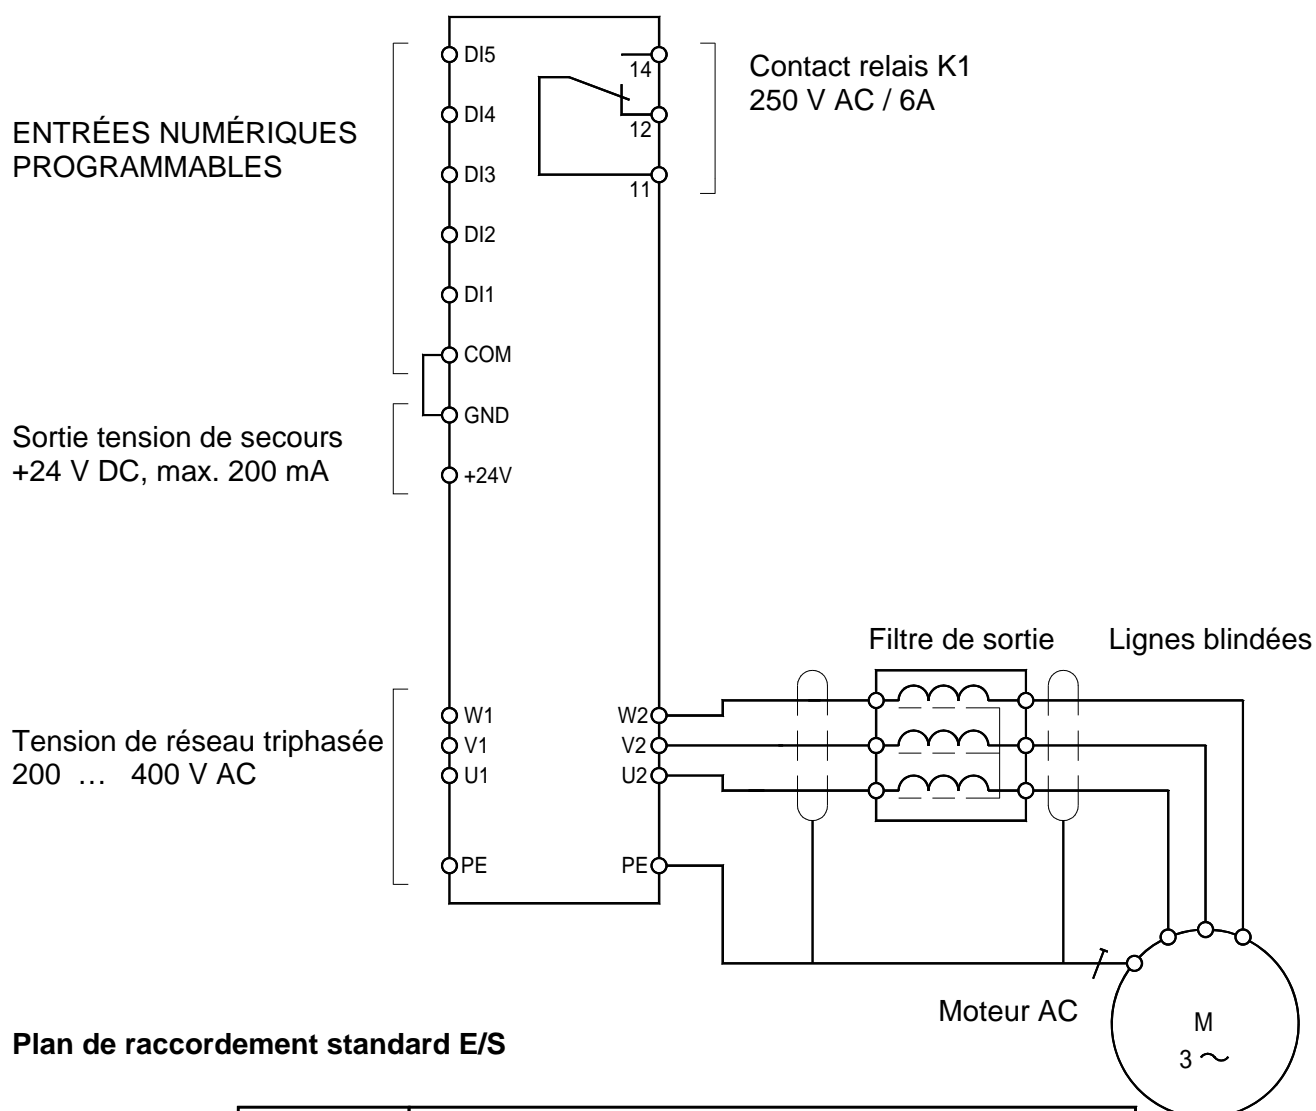 DI5
14
Contact relais K1
250 V AC / 6A
DI4
12
ENTRÉES NUMÉRIQUES
PROGRAMMABLES
DI3
11
DI2
DI1
COM
GND
Sortie tension de secours
+24 V DC, max. 200 mA
+24V
Filtre de sortie
Lignes blindées
W1
W2
Tension de réseau triphasée
200 … 400 V AC
V1
V2
U1
U2
PE
PE
Moteur AC
M
3 ~
Plan de raccordement standard E/S